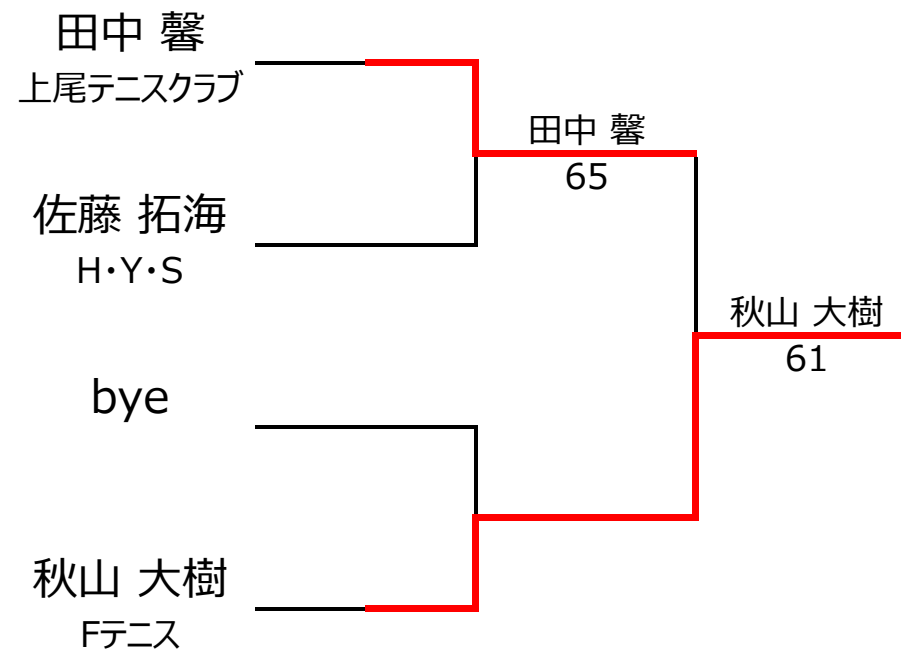 田中 馨
上尾テニスクラブ
田中 馨
65
佐藤 拓海
H・Y・S
秋山 大樹
61
bye
秋山 大樹
Fテニス